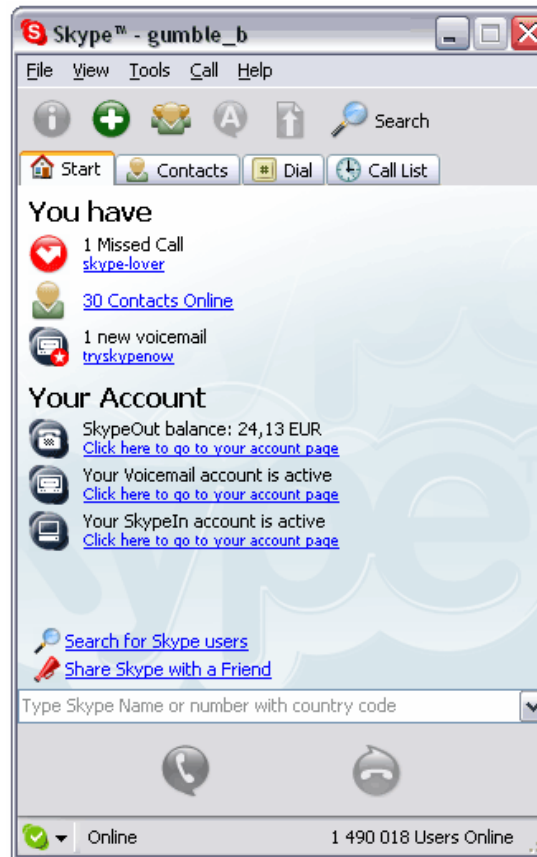 Skype™ - gumble_b
File View Tools Call Help
Search
Start Contacts Dial Call List
You have
1 Missed Call
skype-lover
30 Contacts Online
1 new voicemail
tryskypenow
Your Account
SkypeOut balance: 24,13 EUR
Click here to go to your account page
Your Voicemail account is active
Click here to go to your account page
Your SkypeIn account is active
Click here to go to your account page
Search for Skype users
Share Skype with a Friend
Type Skype Name or number with country code
Online 1 490 018 Users Online